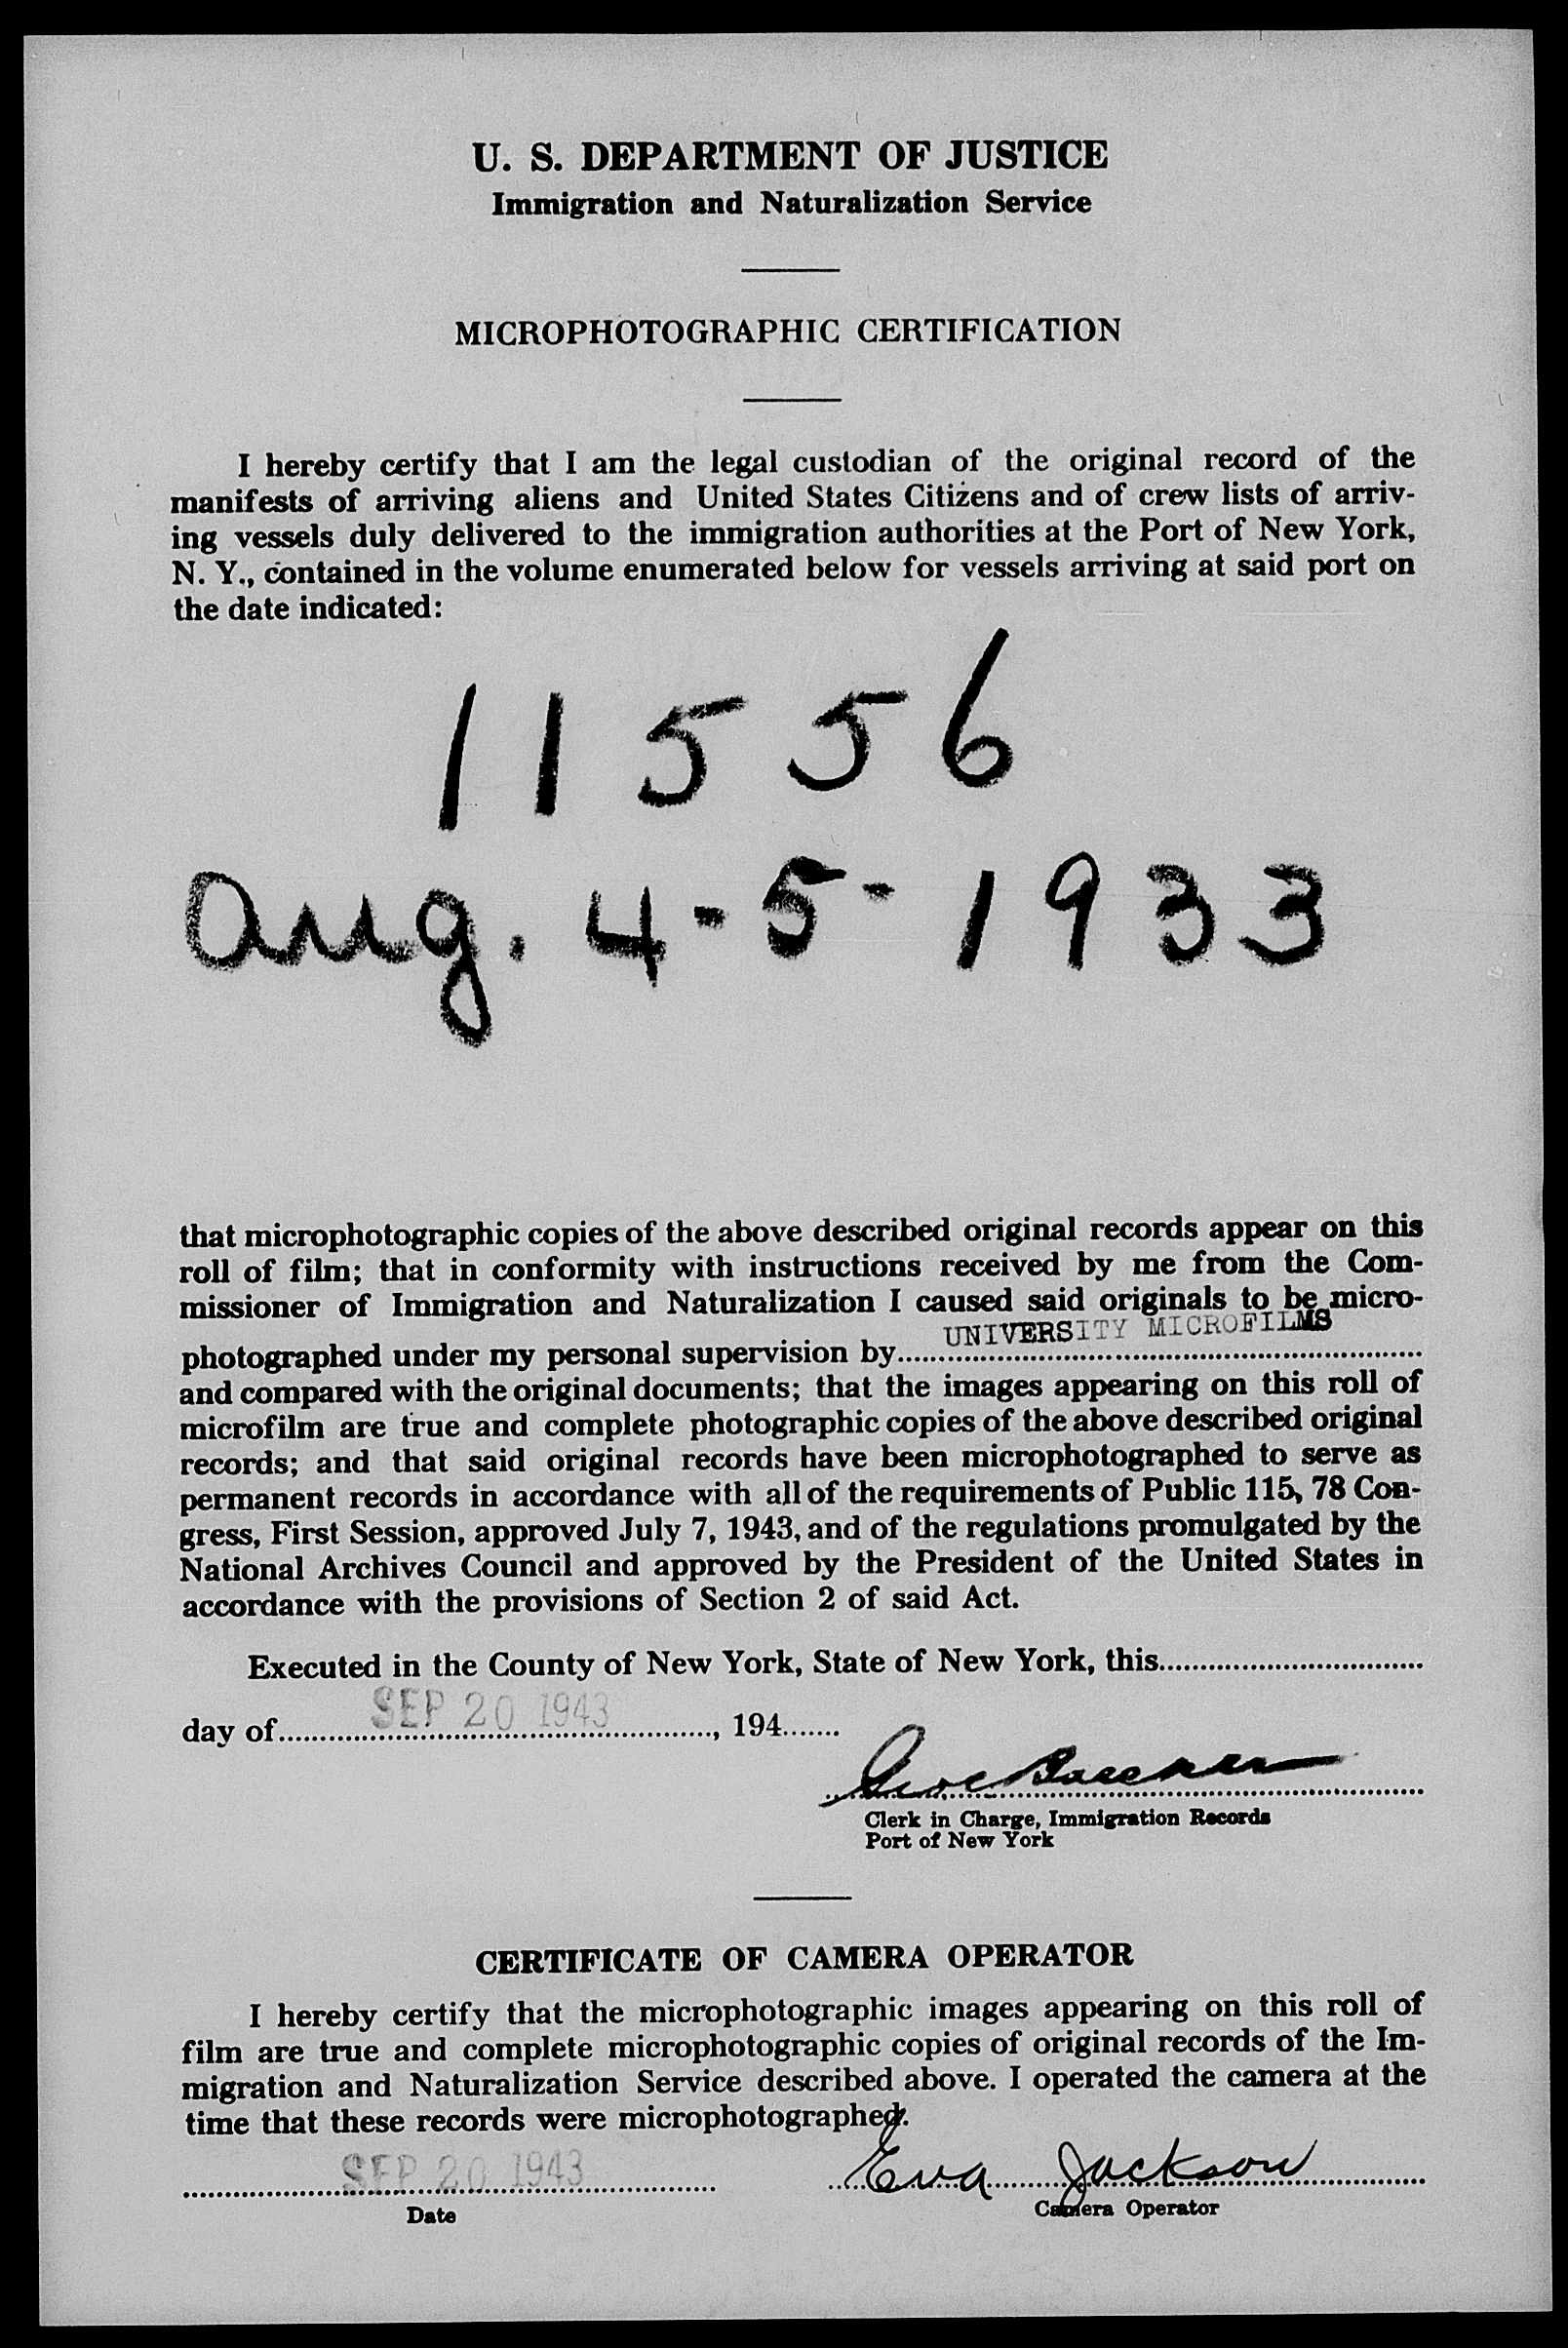 U. S. DEPARTMENT OF JUSTICE
Immigration and Naturalization Service
MICROPHOTOGRAPHIC CERTIFICATION
I hereby certify that I am the legal custodian of the original record of the
manifests of arriving aliens and United States Citizens and of crew lists of arriv-
ing vessels duly delivered to the immigration authorities at the Port of New York,
N. Y., contained in the volume enumerated below for vessels arriving at said port on
the date indicated:
11556
Aug. 4-5-1933
that microphotographic copies of the above described original records appear on this
roll of film; that in conformity with instructions received by me from the Com-
missioner of Immigration and Naturalization I caused said originals to be micro-
photographed under my personal supervision by UNIVERSITY MICROFILMS
and compared with the original documents; that the images appearing on this roll of
microfilm are true and complete photographic copies of the above described original
records; and that said original records have been microphotographed to serve as
permanent records in accordance with all of the requirements of Public 115, 78 Con-
gress, First Session, approved July 7, 1943, and of the regulations promulgated by the
National Archives Council and approved by the President of the United States in
accordance with the provisions of Section 2 of said Act.
Executed in the County of New York, State of New York, this
day of SEP 20 1943, 194
Clerk in Charge, Immigration Records
Port of New York
CERTIFICATE OF CAMERA OPERATOR
I hereby certify that the microphotographic images appearing on this roll of
film are true and complete microphotographic copies of original records of the Im-
migration and Naturalization Service described above. I operated the camera at the
time that these records were microphotographed.
SEP 20 1943 Eva Jackson
Date Camera Operator